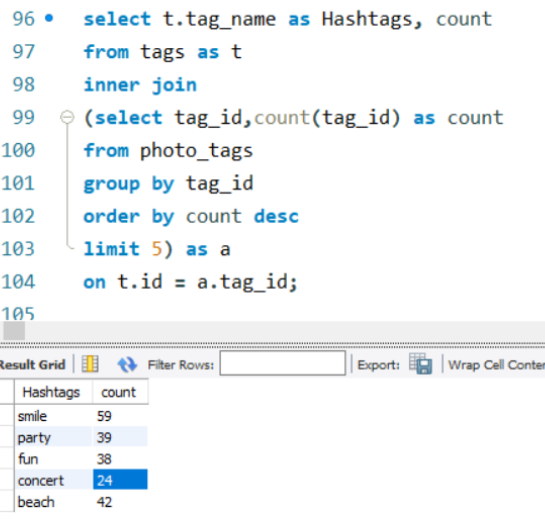 96 select t.tag_name as Hashtags, count
97 from tags as t
98 inner join
99 (select tag_id,count(tag_id) as count
100 from photo_tags
101 group by tag_id
102 order by count desc
103 limit 5) as a
104 on t.id = a.tag_id;
105
Result Grid Filter Rows: Export: Wrap Cell Conter
Hashtags count
smile 59
party 39
fun 38
concert 24
beach 42